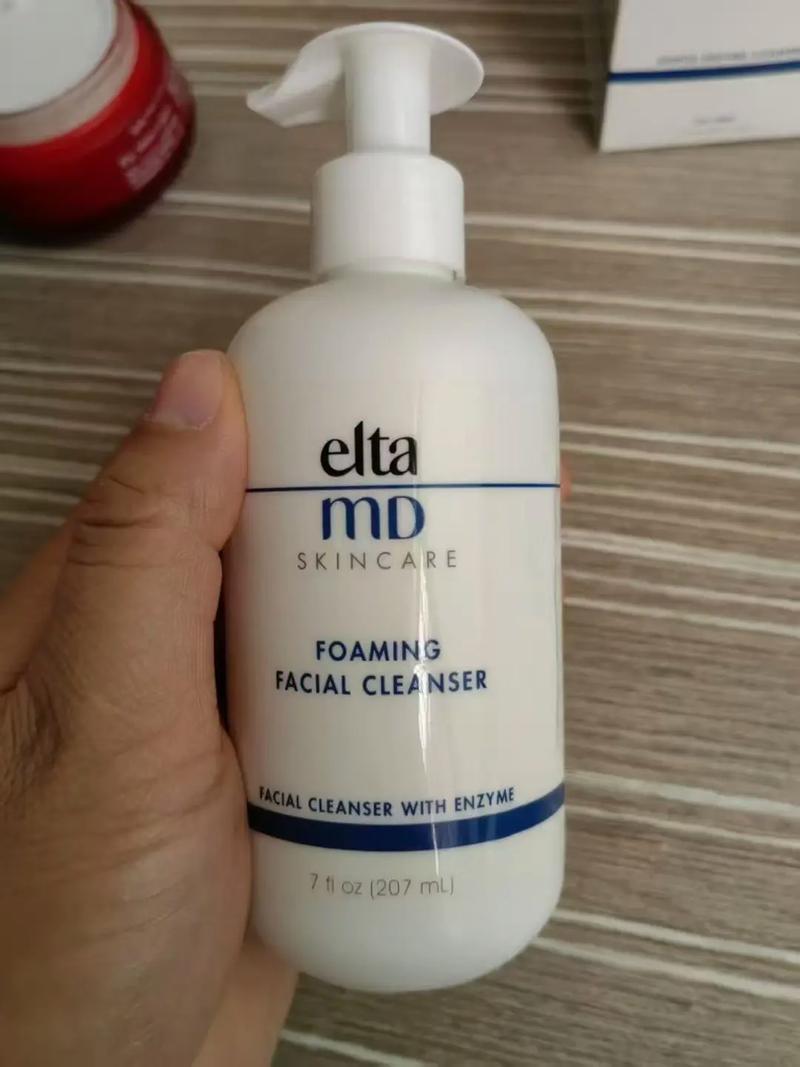 elta
MD
SKINCARE
FOAMING
FACIAL CLEANSER
FACIAL CLEANSER WITH ENZYME
7 fl oz (207 mL)